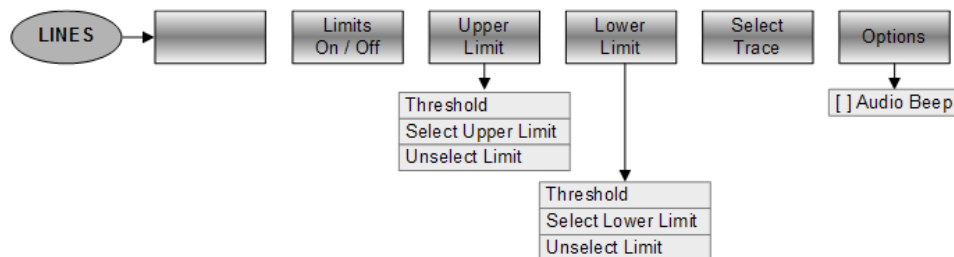 LINES
Limits
On / Off
Upper
Limit
Lower
Limit
Select
Trace
Options
Threshold
Select Upper Limit
Unselect Limit
Threshold
Select Lower Limit
Unselect Limit
[ ] Audio Beep